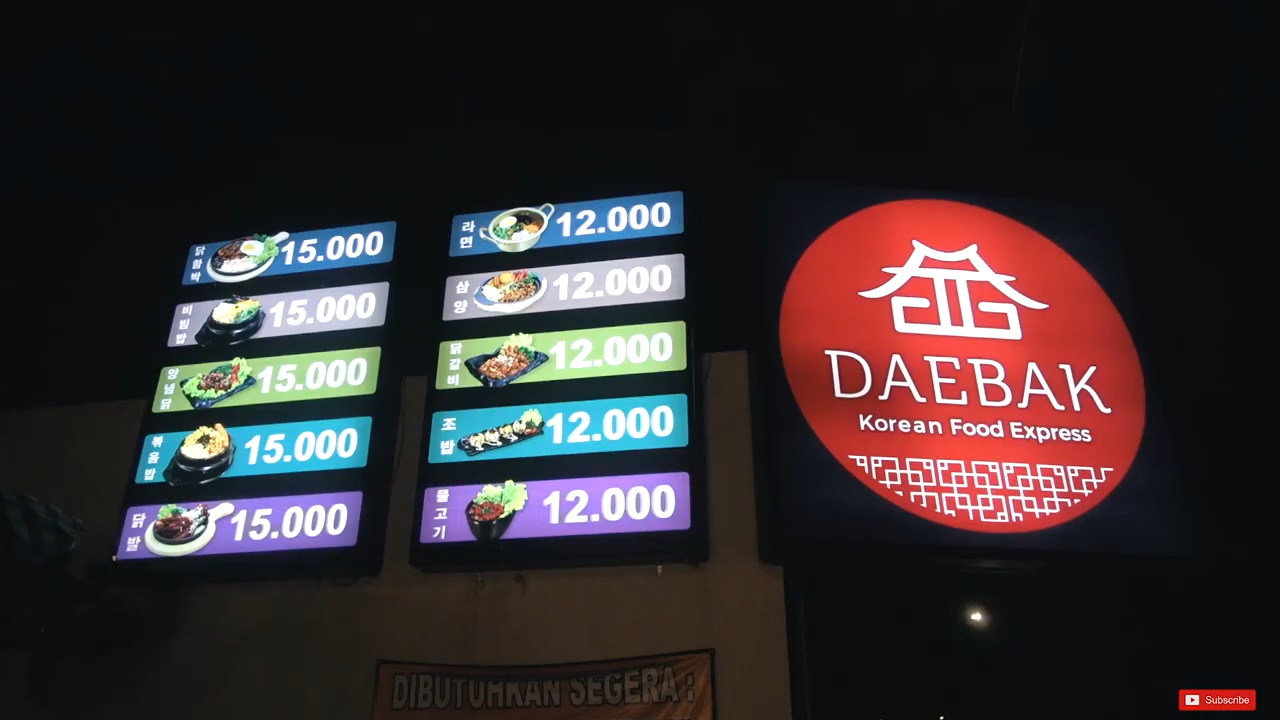 닭함박 15.000
비빔밥 15.000
양념닭 15.000
볶음밥 15.000
닭발 15.000
라면 12.000
삼양 12.000
닭갈비 12.000
조밥 12.000
물고기 12.000
DAEBAK
Korean Food Express
DIBUTUHKAN SEGERA :
Subscribe